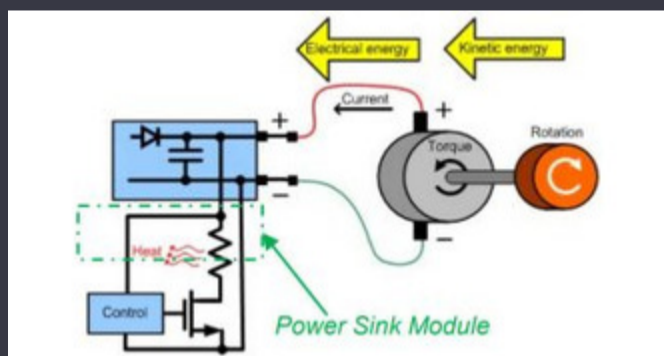 Electrical energy
Kinetic energy
Current
+
+
Rotation
Torque
−
−
Heat
Control
Power Sink Module